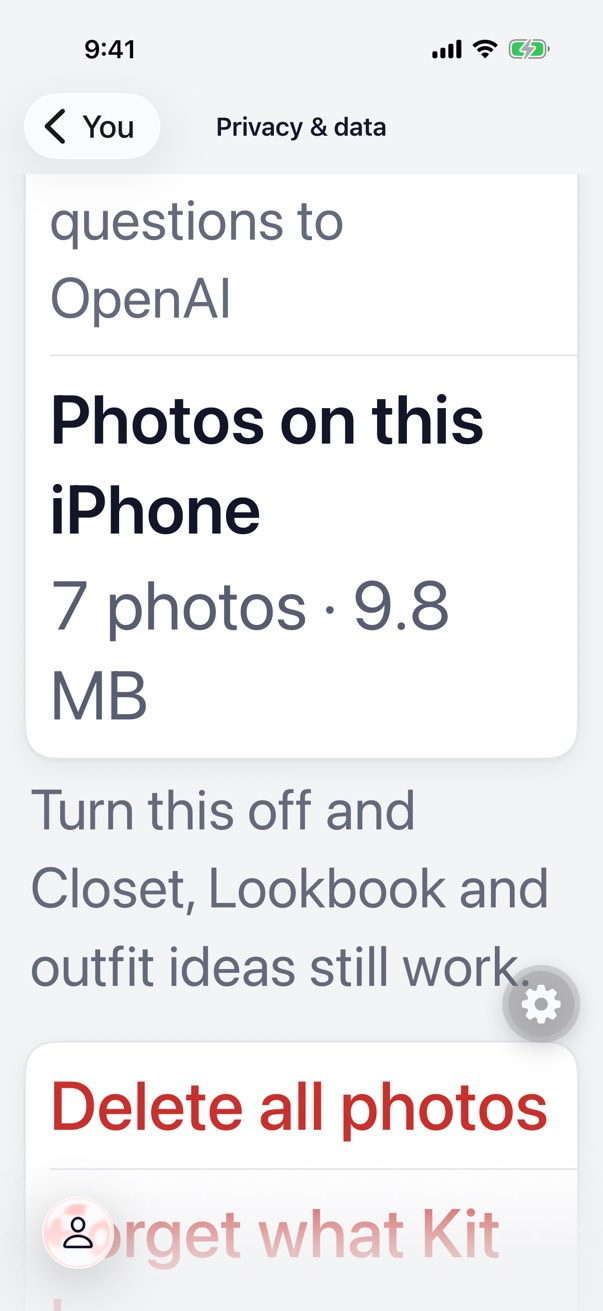 9:41
You
Privacy & data
questions to
OpenAI
Photos on this
iPhone
7 photos · 9.8
MB
Turn this off and
Closet, Lookbook and
outfit ideas still work.
Delete all photos
what Kit